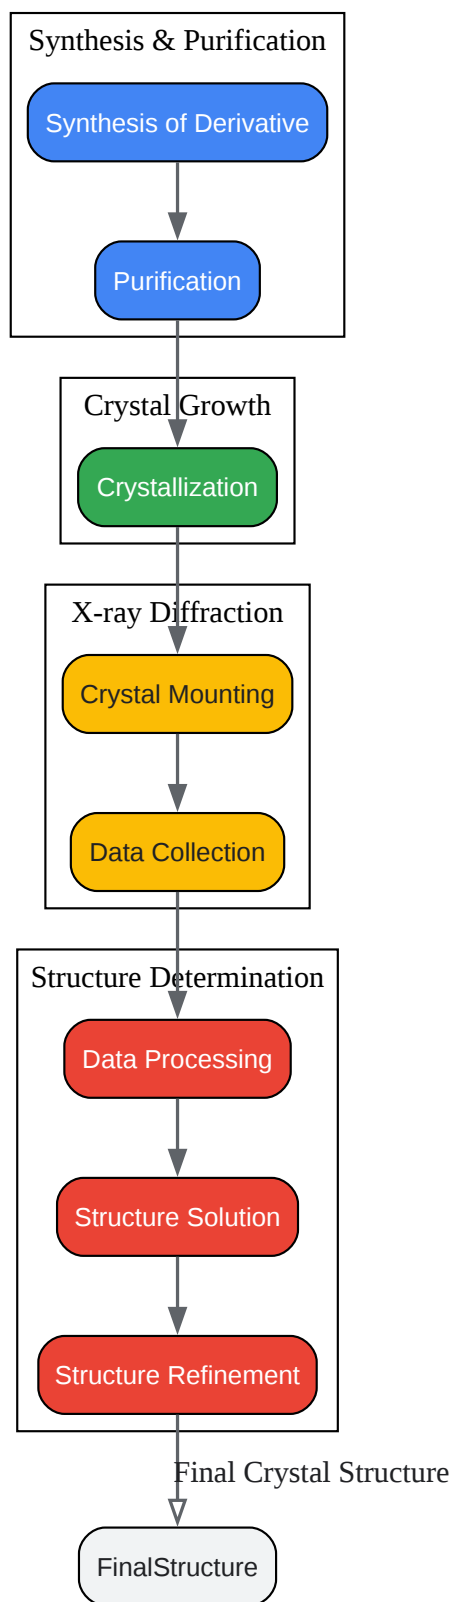 Synthesis & Purification
Synthesis of Derivative
Purification
Crystal Growth
Crystallization
X-ray Diffraction
Crystal Mounting
Data Collection
Structure Determination
Data Processing
Structure Solution
Structure Refinement
Final Crystal Structure
FinalStructure